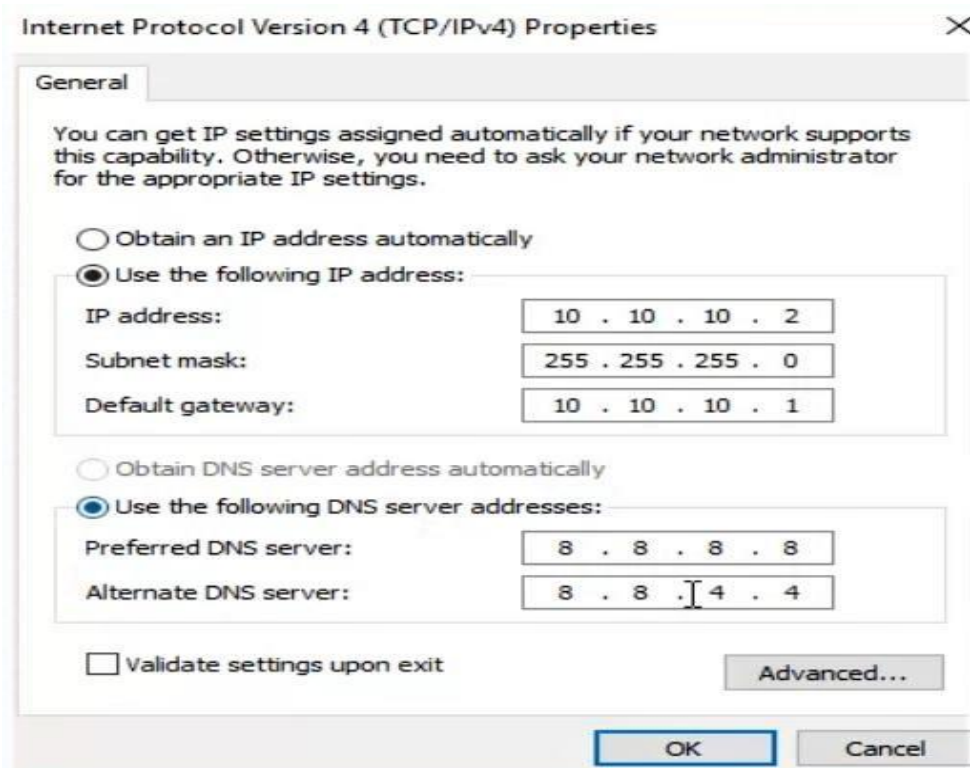 Internet Protocol Version 4 (TCP/IPv4) Properties
General
You can get IP settings assigned automatically if your network supports
this capability. Otherwise, you need to ask your network administrator
for the appropriate IP settings.
Obtain an IP address automatically
Use the following IP address:
IP address: 10 . 10 . 10 . 2
Subnet mask: 255 . 255 . 255 . 0
Default gateway: 10 . 10 . 10 . 1
Obtain DNS server address automatically
Use the following DNS server addresses:
Preferred DNS server: 8 . 8 . 8 . 8
Alternate DNS server: 8 . 8 . 4 . 4
Validate settings upon exit
Advanced...
OK Cancel